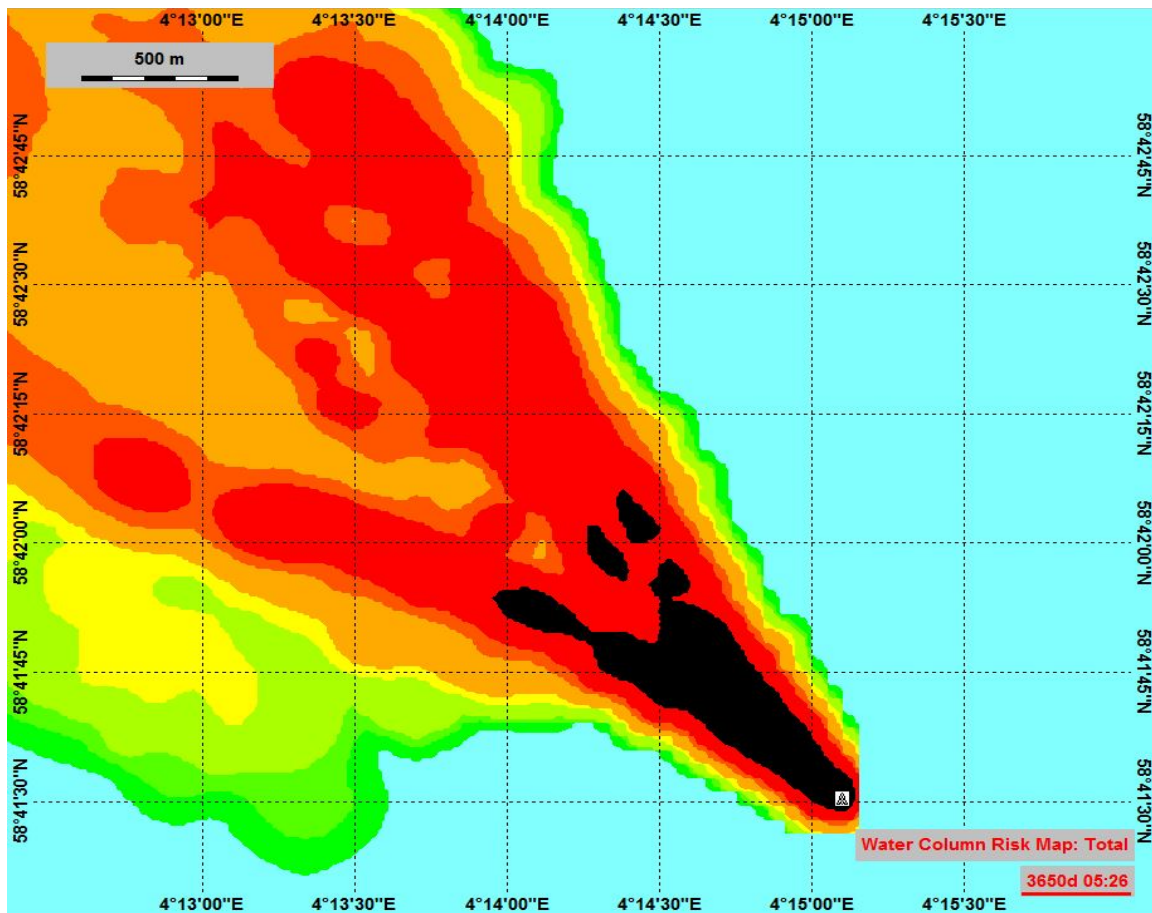 4°13'00"E 4°13'30"E 4°14'00"E 4°14'30"E 4°15'00"E 4°15'30"E
500 m
58°42'45"N 58°42'45"N
58°42'30"N 58°42'30"N
58°42'15"N 58°42'15"N
58°42'00"N 58°42'00"N
58°41'45"N 58°41'45"N
58°41'30"N 58°41'30"N
Water Column Risk Map: Total
3650d 05:26
4°13'00"E 4°13'30"E 4°14'00"E 4°14'30"E 4°15'00"E 4°15'30"E